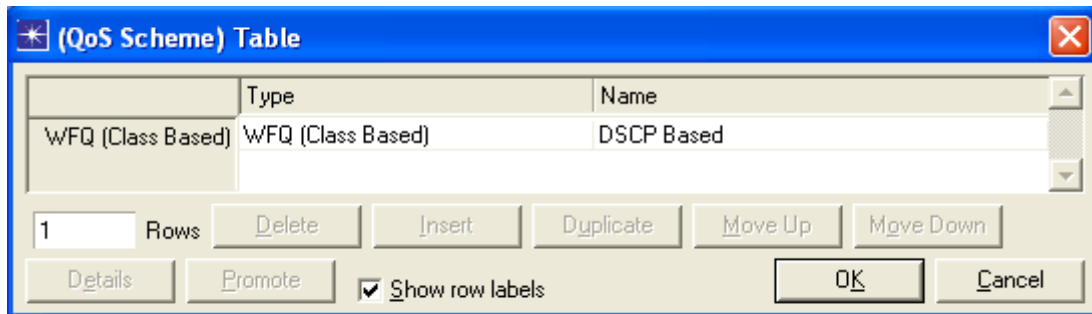 (QoS Scheme) Table
Type Name
WFQ (Class Based) WFQ (Class Based) DSCP Based
1 Rows Delete Insert Duplicate Move Up Move Down
Details Promote Show row labels OK Cancel